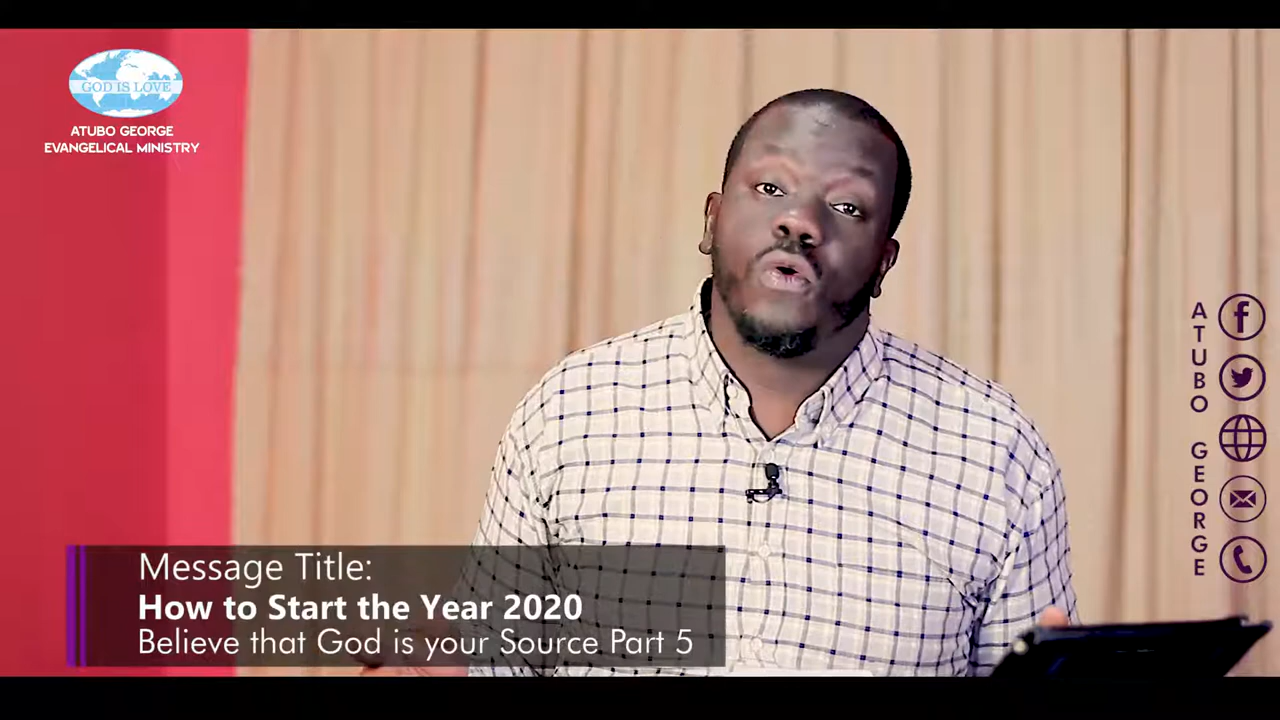 GOD IS LOVE
ATUBO GEORGE
EVANGELICAL MINISTRY
ATUBO GEORGE
Message Title:
How to Start the Year 2020
Believe that God is your Source Part 5